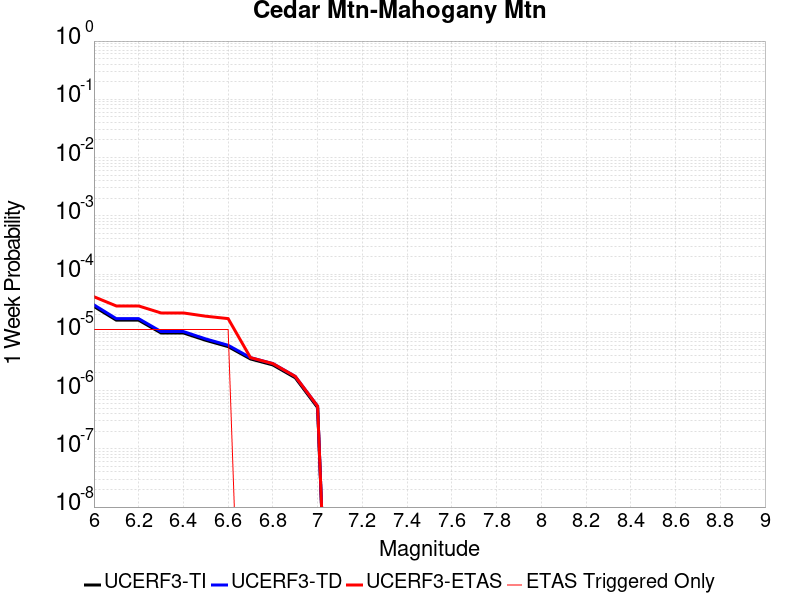 Cedar Mtn-Mahogany Mtn
10^0
10^-1
10^-2
10^-3
10^-4
10^-5
10^-6
10^-7
10^-8
1 Week Probability
6 6.2 6.4 6.6 6.8 7 7.2 7.4 7.6 7.8 8 8.2 8.4 8.6 8.8 9
Magnitude
UCERF3-TI UCERF3-TD UCERF3-ETAS ETAS Triggered Only